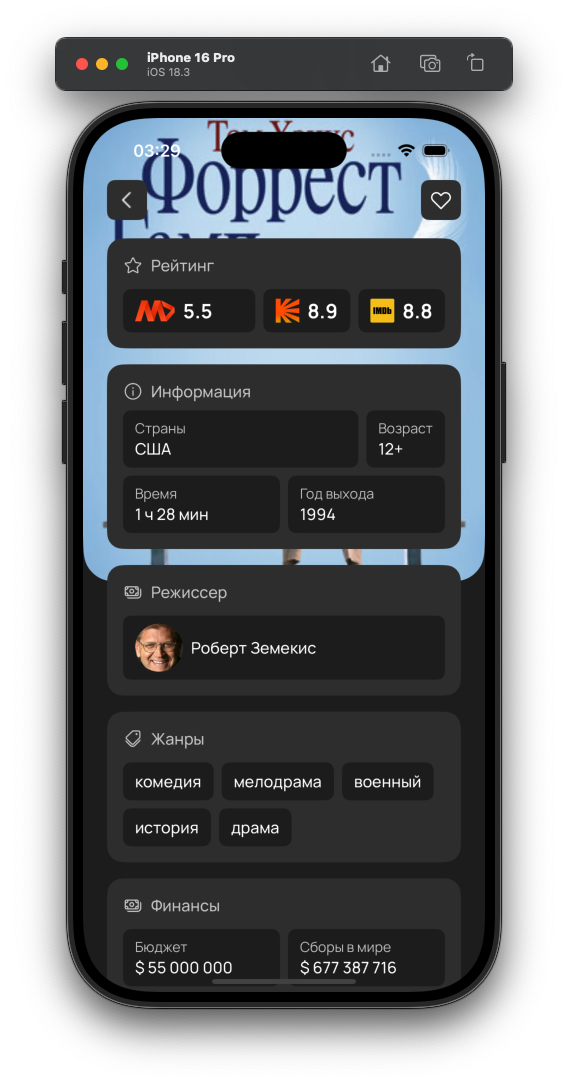 iPhone 16 Pro
iOS 18.3
Том Хэнкс
03:29
Форрест
Гамп
Рейтинг
5.5
8.9
IMDb
8.8
Информация
Страны
США
Возраст
12+
Время
1 ч 28 мин
Год выхода
1994
Режиссер
Роберт Земекис
Жанры
комедия
мелодрама
военный
история
драма
Финансы
Бюджет
$ 55 000 000
Сборы в мире
$ 677 387 716